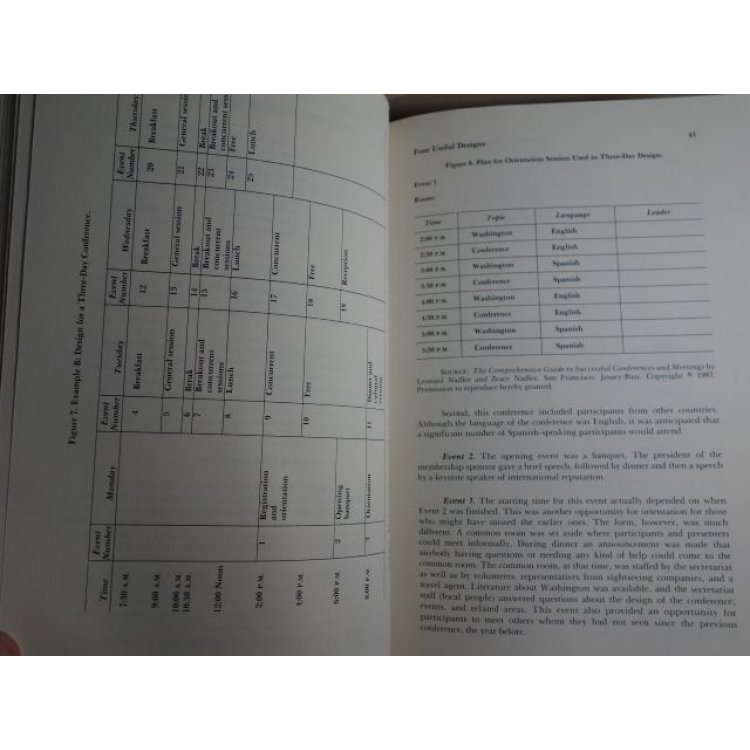 Figure 7. Example B: Design for a Three-Day Conference.
Time Event Number Monday Event Number Tuesday Event Number Wednesday Event Number Thursday
7:30 A.M. 4 Breakfast 12 Breakfast 20 Breakfast
9:00 A.M. 5 General session 13 General session 21 General session
10:00 A.M. 6 Break 14 Break 22 Break
10:30 A.M. 7 Breakout and concurrent sessions 15 Breakout and concurrent sessions 23 Breakout and concurrent
12:00 Noon 8 Lunch 16 Lunch 24 Free
25 Lunch
2:00 P.M. 1 Registration and orientation 9 Concurrent 17 Concurrent
4:00 P.M. 10 Free 18 Free
6:00 P.M. 2 Opening banquet 19 Reception
3 Orientation 11 Dinner and cultural
Four Useful Designs 41
Figure 8. Plan for Orientation Session Used in Three-Day Design.
Event 1
Room:
Time Topic Language Leader
2:00 P.M. Washington English
2:30 P.M. Conference English
3:00 P.M. Washington Spanish
3:30 P.M. Conference Spanish
4:00 P.M. Washington English
4:30 P.M. Conference English
5:00 P.M. Washington Spanish
5:30 P.M. Conference Spanish
SOURCE: The Comprehensive Guide to Successful Conferences and Meetings by
Leonard Nadler and Zeace Nadler. San Francisco: Jossey-Bass. Copyright © 1987.
Permission to reproduce hereby granted.
Second, this conference included participants from other countries.
Although the language of the conference was English, it was anticipated that
a significant number of Spanish-speaking participants would attend.
Event 2. The opening event was a banquet. The president of the
membership sponsor gave a brief speech, followed by dinner and then a speech
by a keynote speaker of international reputation.
Event 3. The starting time for this event actually depended on when
Event 2 was finished. This was another opportunity for orientation for those
who might have missed the earlier ones. The form, however, was much
different. A common room was set aside where participants and presenters
could meet informally. During dinner an announcement was made that
anybody having questions or needing any kind of help could come to the
common room. The common room, at that time, was staffed by the secretariat
as well as by volunteers, representatives from sightseeing companies, and a
travel agent. Literature about Washington was available, and the secretariat
staff (local people) answered questions about the design of the conference,
events, and related areas. This event also provided an opportunity for
participants to meet others whom they had not seen since the previous
conference, the year before.